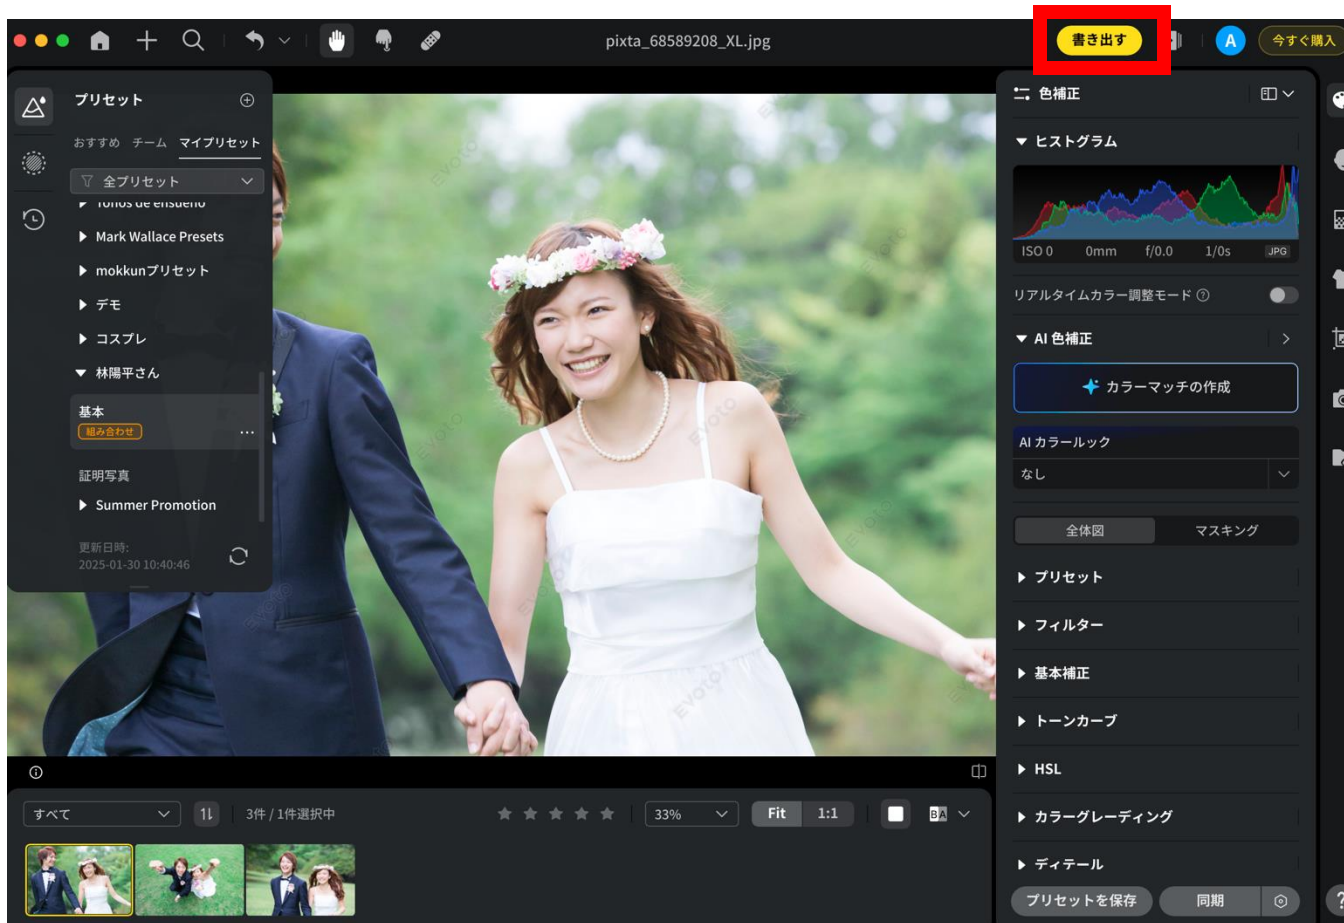 pixta_68589208_XL.jpg
書き出す
A
今すぐ購入
プリセット
おすすめ チーム マイプリセット
全プリセット
Tonos de ensueño
Mark Wallace Presets
mokkunプリセット
デモ
コスプレ
林陽平さん
基本
組み合わせ
証明写真
Summer Promotion
更新日時:
2025-01-30 10:40:46
EVOTO
色補正
ヒストグラム
ISO 0 0mm f/0.0 1/0s JPG
リアルタイムカラー調整モード
AI 色補正
カラーマッチの作成
AI カラールック
なし
全体図 マスキング
プリセット
フィルター
基本補正
トーンカーブ
HSL
カラーグレーディング
ディテール
プリセットを保存 同期
すべて 3件 / 1件選択中 33% Fit 1:1 BA